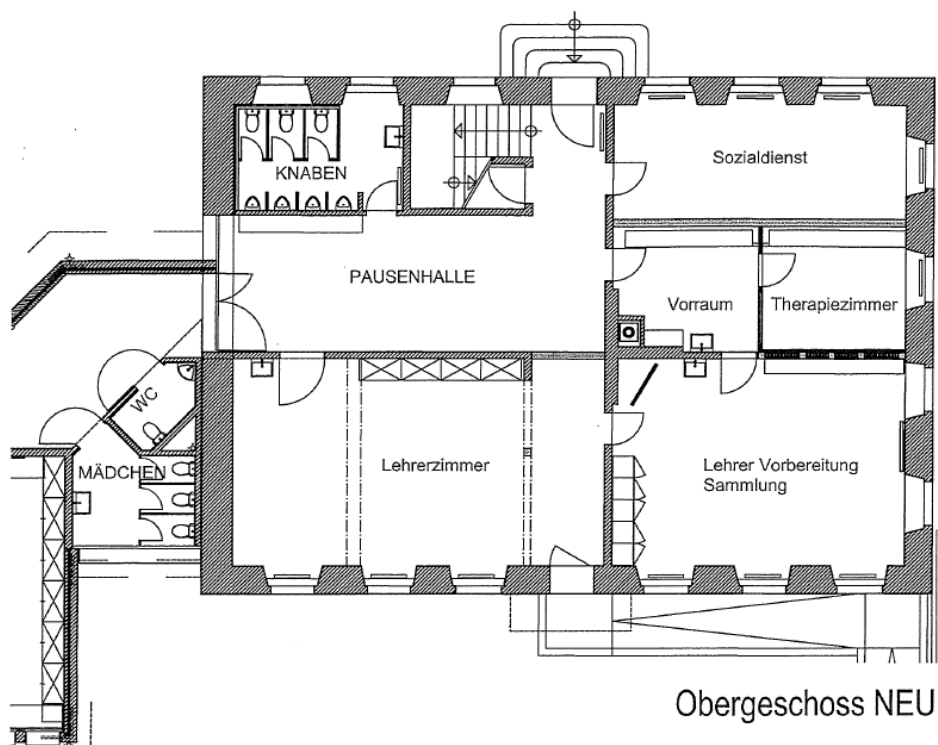 Sozialdienst
KNABEN
PAUSENHALLE
Vorraum
Therapiezimmer
WC
MÄDCHEN
Lehrerzimmer
Lehrer Vorbereitung
Sammlung
Obergeschoss NEU